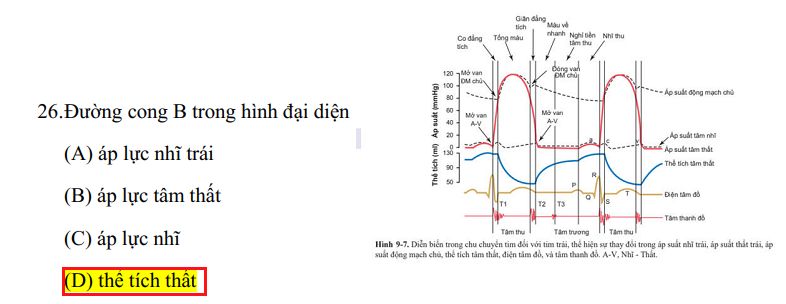 26.Đường cong B trong hình đại diện
(A) áp lực nhĩ trái
(B) áp lực tâm thất
(C) áp lực nhĩ
(D) thể tích thất
Giãn đẳng
tích
Máu về
nhanh
Co đẳng
tích
Tống máu
Nghỉ tiền
tâm thu
Nhĩ thu
Mở van
ĐM chủ
Đóng van
ĐM chủ
Áp suất động mạch chủ
Mở van
A-V
Mở van
A-V
a
c
v
Áp suất tâm nhĩ
Áp suất tâm thất
Thể tích tâm thất
Áp suất (mmHg)
120
100
80
60
40
20
0
Thể tích (ml)
130
90
50
R
P
Q
S
T
Điện tâm đồ
T1
T2
T3
Tâm thanh đồ
Tâm thu
Tâm trương
Tâm thu
Hình 9-7. Diễn biến trong chu chuyển tim đối với tim trái, thể hiện sự thay đổi trong áp suất nhĩ trái, áp suất thất trái, áp
suất động mạch chủ, thể tích tâm thất, điện tâm đồ, và tâm thanh đồ. A-V, Nhĩ - Thất.